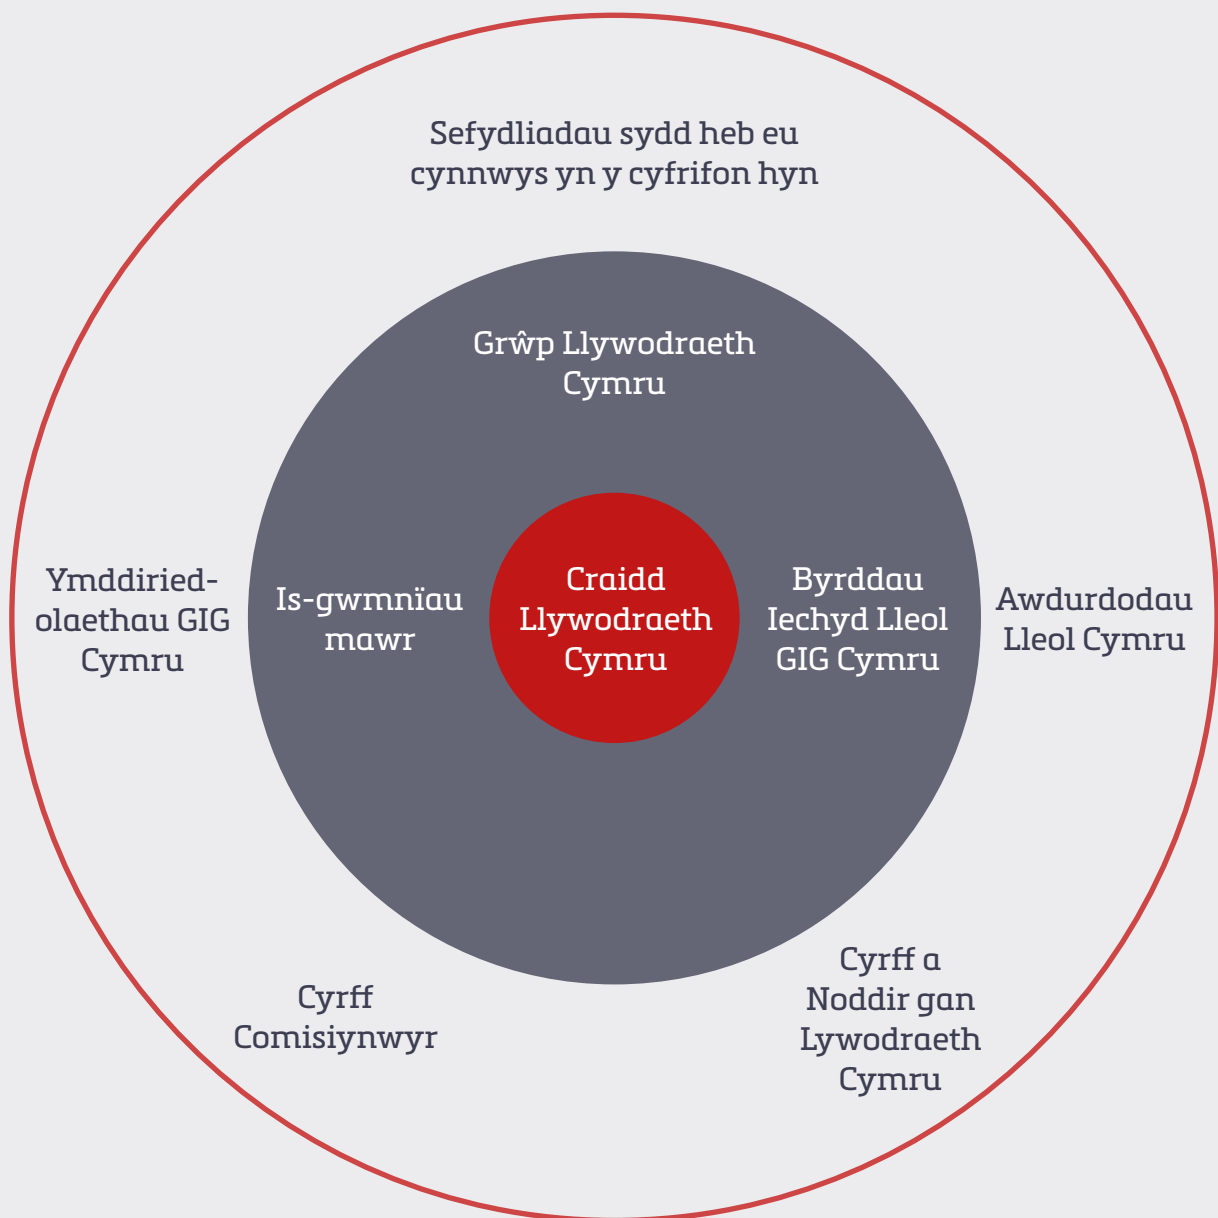 Sefydliadau sydd heb eu
cynnwys yn y cyfrifon hyn
Grŵp Llywodraeth
Cymru
Ymddiried-
olaethau GIG
Cymru
Is-gwmnïau
mawr
Craidd
Llywodraeth
Cymru
Byrddau
Iechyd Lleol
GIG Cymru
Awdurdodau
Lleol Cymru
Cyrff
Comisiynwyr
Cyrff a
Noddir gan
Lywodraeth
Cymru